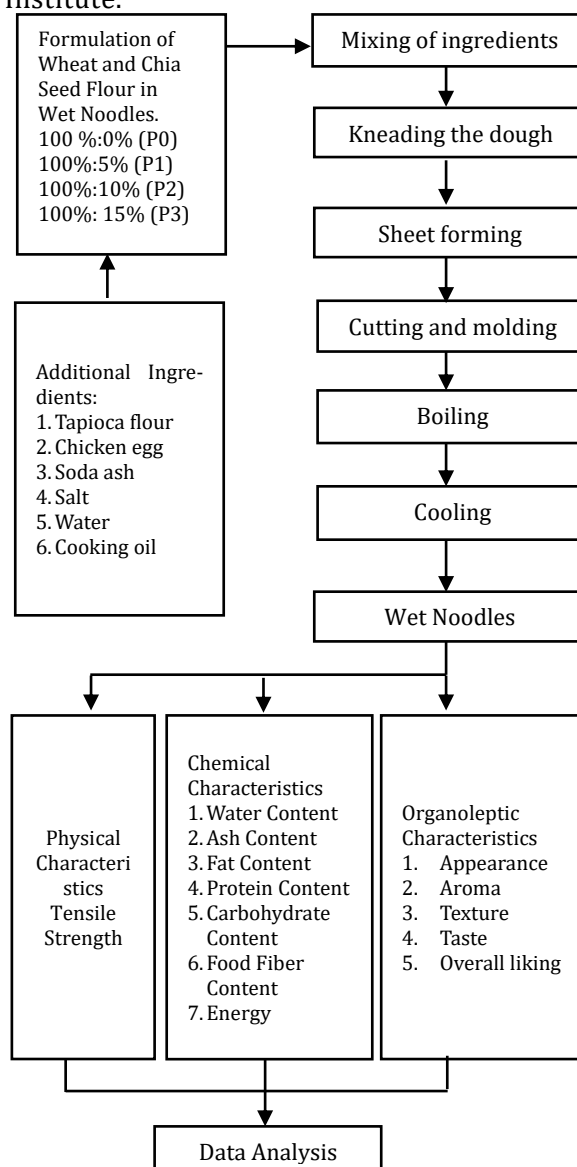 institute.
Formulation of
Wheat and Chia
Seed Flour in
Wet Noodles.
100 %:0% (P0)
100%:5% (P1)
100%:10% (P2)
100%: 15% (P3)
Mixing of ingredients
Kneading the dough
Sheet forming
Cutting and molding
Additional Ingre-
dients:
1. Tapioca flour
2. Chicken egg
3. Soda ash
4. Salt
5. Water
6. Cooking oil
Boiling
Cooling
Wet Noodles
Physical
Characteri
stics
Tensile
Strength
Chemical
Characteristics
1. Water Content
2. Ash Content
3. Fat Content
4. Protein Content
5. Carbohydrate
Content
6. Food Fiber
Content
7. Energy
Organoleptic
Characteristics
1. Appearance
2. Aroma
3. Texture
4. Taste
5. Overall liking
Data Analysis